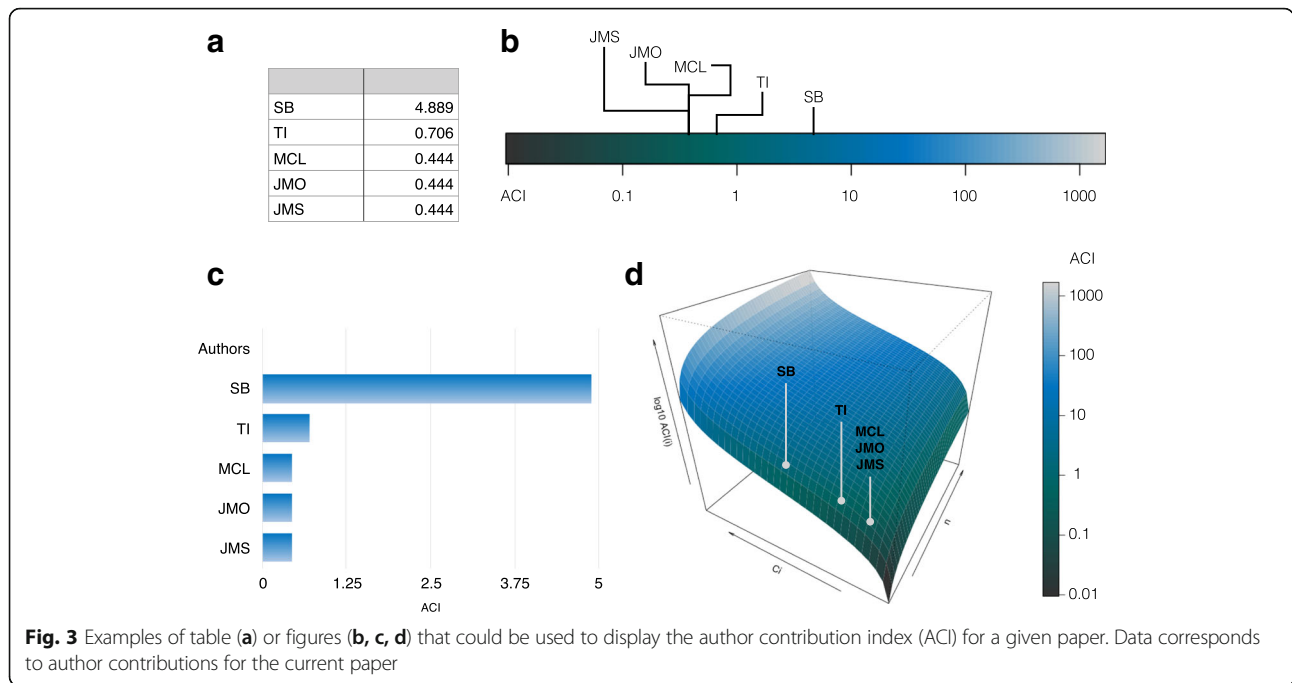 a
SB 4.889
TI 0.706
MCL 0.444
JMO 0.444
JMS 0.444
b
JMS
JMO
MCL
TI
SB
ACI 0.1 1 10 100 1000
c
Authors
SB
TI
MCL
JMO
JMS
0 1.25 2.5 3.75 5
ACI
d
SB
TI
MCL
JMO
JMS
log10 ACI(i)
Ci
n
ACI
1000
100
10
1
0.1
0.01
Fig. 3 Examples of table (a) or figures (b, c, d) that could be used to display the author contribution index (ACI) for a given paper. Data corresponds
to author contributions for the current paper